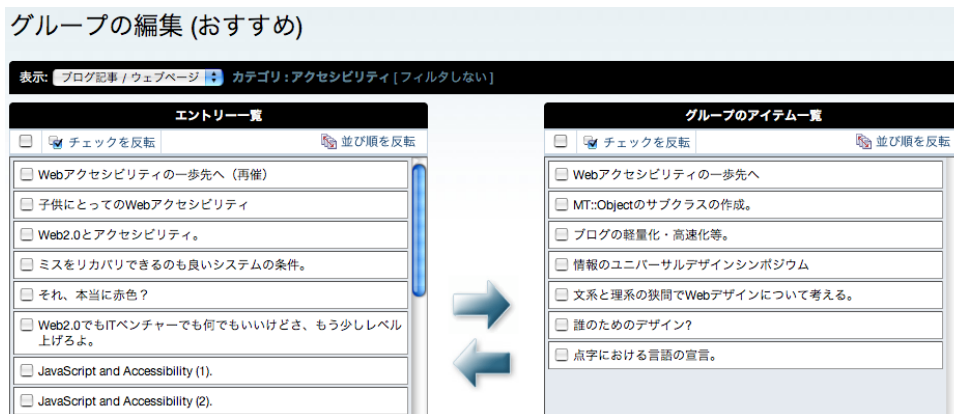 グループの編集 (おすすめ)
表示: ブログ記事 / ウェブページ カテゴリ : アクセシビリティ [ フィルタしない ]
エントリー一覧
チェックを反転 並び順を反転
Webアクセシビリティの一歩先へ（再催）
子供にとってのWebアクセシビリティ
Web2.0とアクセシビリティ。
ミスをリカバリできるのも良いシステムの条件。
それ、本当に赤色？
Web2.0でもITベンチャーでも何でもいいけどさ、もう少しレベル
上げろよ。
JavaScript and Accessibility (1).
JavaScript and Accessibility (2).
グループのアイテム一覧
チェックを反転 並び順を反転
Webアクセシビリティの一歩先へ
MT::Objectのサブクラスの作成。
ブログの軽量化・高速化等。
情報のユニバーサルデザインシンポジウム
文系と理系の狭間でWebデザインについて考える。
誰のためのデザイン?
点字における言語の宣言。